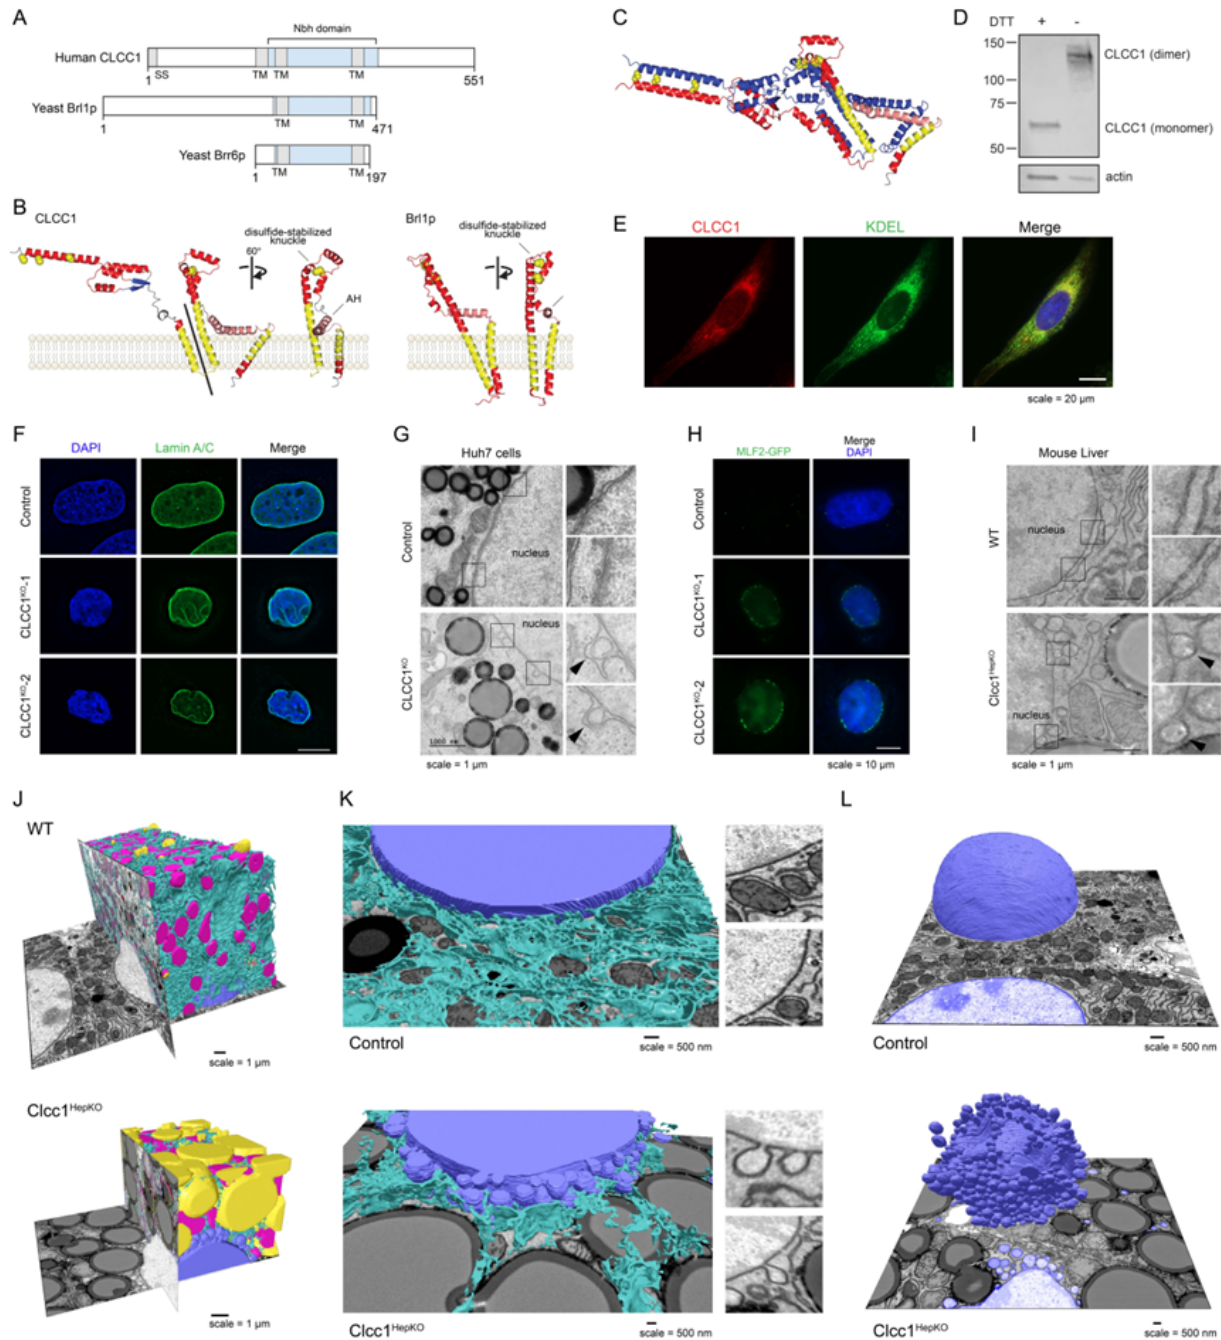 A
Nbh domain
Human CLCC1
1
SS
TM
TM
TM
551
Yeast Brl1p
1
TM
TM
471
Yeast Brr6p
1
TM
TM
197
B
CLCC1
disulfide-stabilized
knuckle
60°
AH
Brl1p
disulfide-stabilized
knuckle
C
D
DTT + -
150
100
75
50
CLCC1 (dimer)
CLCC1 (monomer)
actin
E
CLCC1 KDEL Merge
scale = 20 µm
F
DAPI Lamin A/C Merge
Control
CLCC1KO-1
CLCC1KO-2
G
Huh7 cells
Control
nucleus
CLCC1KO
nucleus
1000 nm
scale = 1 µm
H
Merge
MLF2-GFP DAPI
Control
CLCC1KO-1
CLCC1KO-2
scale = 10 µm
I
Mouse Liver
WT
nucleus
Clcc1HepKO
nucleus
scale = 1 µm
J
WT
scale = 1 µm
Clcc1HepKO
scale = 1 µm
K
Control
scale = 500 nm
Clcc1HepKO
scale = 500 nm
L
Control
scale = 500 nm
Clcc1HepKO
scale = 500 nm